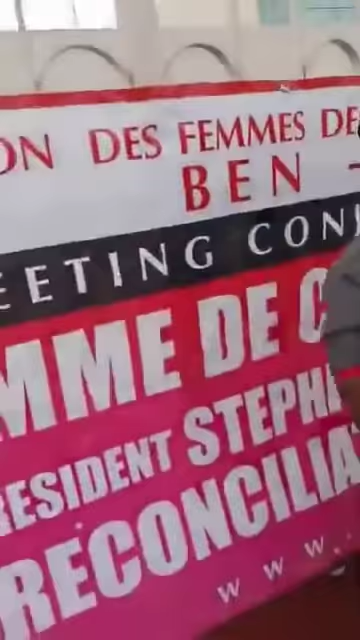 ON DES FEMMES DE
BEN -
EETING CON
MME DE C
RESIDENT STEPH
RECONCILIA
W W W .